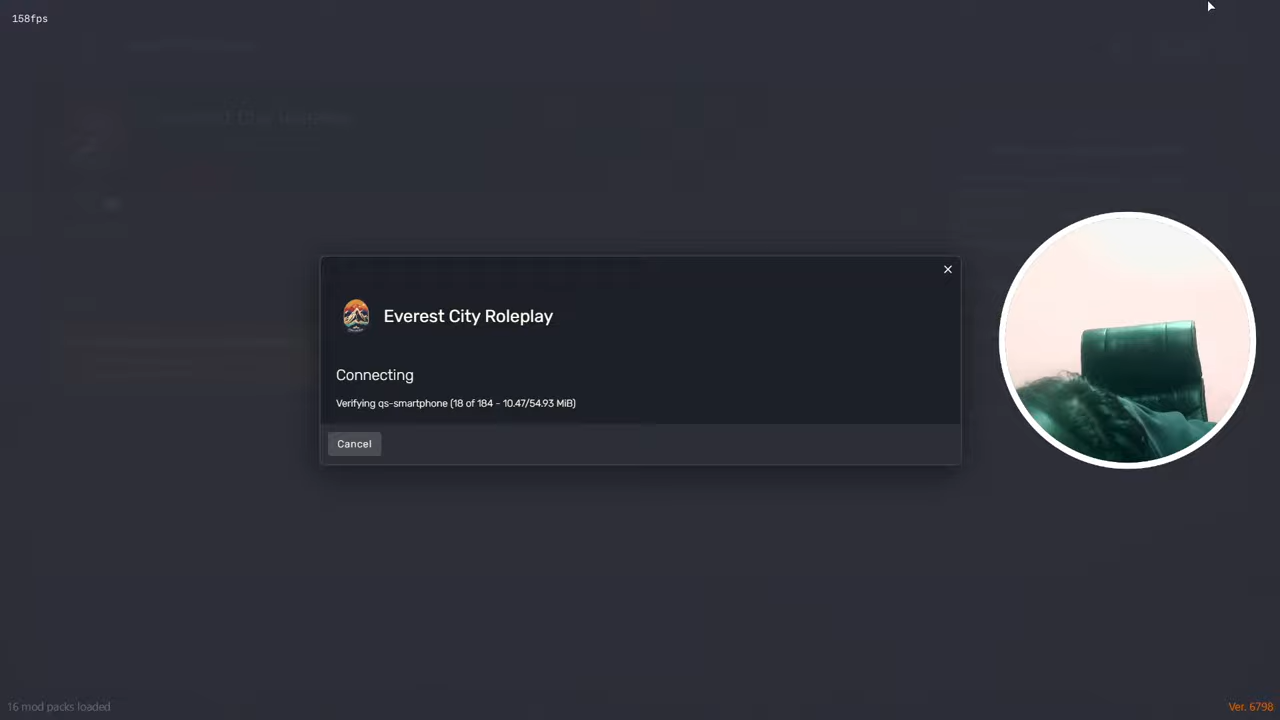 158fps
Everest City Roleplay
Connecting
Verifying qs-smartphone (18 of 184 - 10.47/54.93 MiB)
Cancel
16 mod packs loaded
Ver. 6798